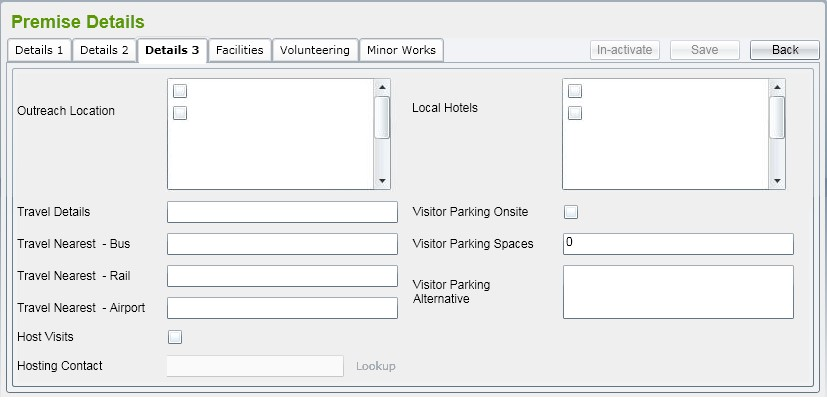 Premise Details
Details 1 Details 2 Details 3 Facilities Volunteering Minor Works In-activate Save Back
Outreach Location
Local Hotels
Travel Details
Visitor Parking Onsite
Travel Nearest - Bus
Visitor Parking Spaces 0
Travel Nearest - Rail
Visitor Parking
Alternative
Travel Nearest - Airport
Host Visits
Hosting Contact Lookup